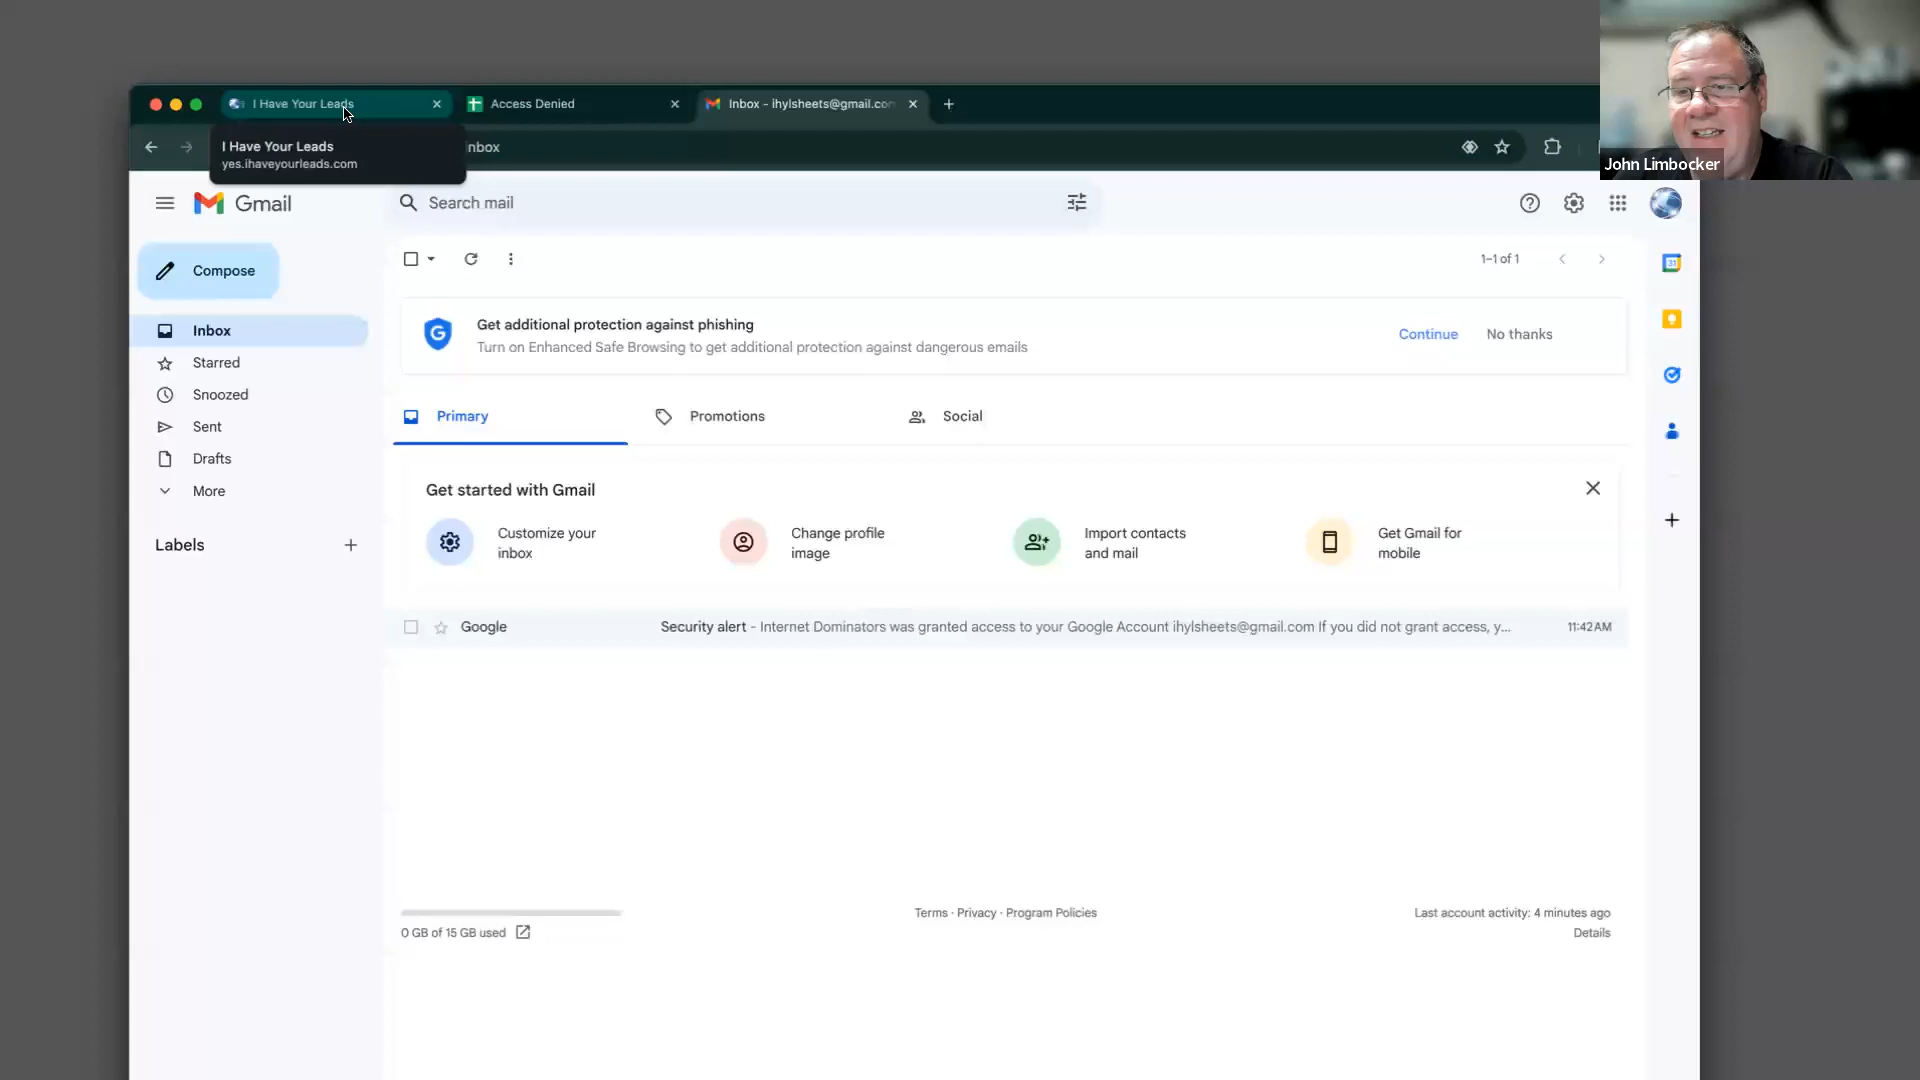 I Have Your Leads
Access Denied
Inbox - ihylsheets@gmail.con
John Limbocker
I Have Your Leads
yes.ihaveyourleads.com
nbox
Gmail
Search mail
Compose
1–1 of 1
Inbox
Starred
Snoozed
Sent
Drafts
More
Labels
Get additional protection against phishing
Turn on Enhanced Safe Browsing to get additional protection against dangerous emails
Continue
No thanks
31
Primary
Promotions
Social
Get started with Gmail
Customize your
inbox
Change profile
image
Import contacts
and mail
Get Gmail for
mobile
Google Security alert - Internet Dominators was granted access to your Google Account ihylsheets@gmail.com If you did not grant access, y... 11:42 AM
0 GB of 15 GB used
Terms · Privacy · Program Policies
Last account activity: 4 minutes ago
Details